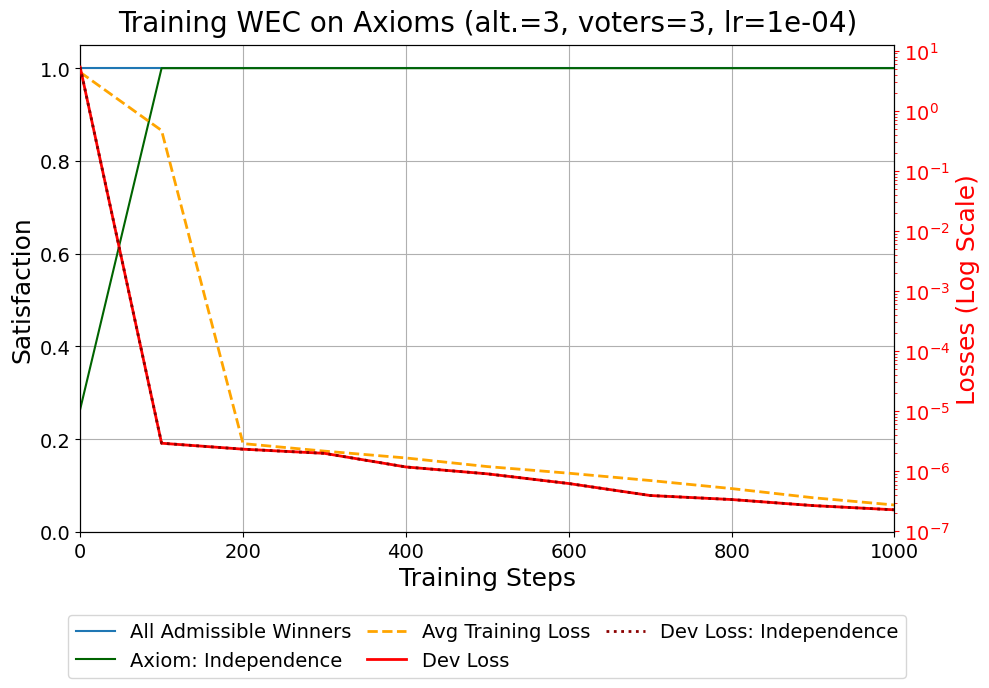 Training WEC on Axioms (alt.=3, voters=3, lr=1e-04)
Satisfaction
1.0
0.8
0.6
0.4
0.2
0.0
0 200 400 600 800 1000
Training Steps
10^1
10^0
10^-1
10^-2
10^-3
10^-4
10^-5
10^-6
10^-7
Losses (Log Scale)
All Admissible Winners Avg Training Loss Dev Loss: Independence
Axiom: Independence Dev Loss